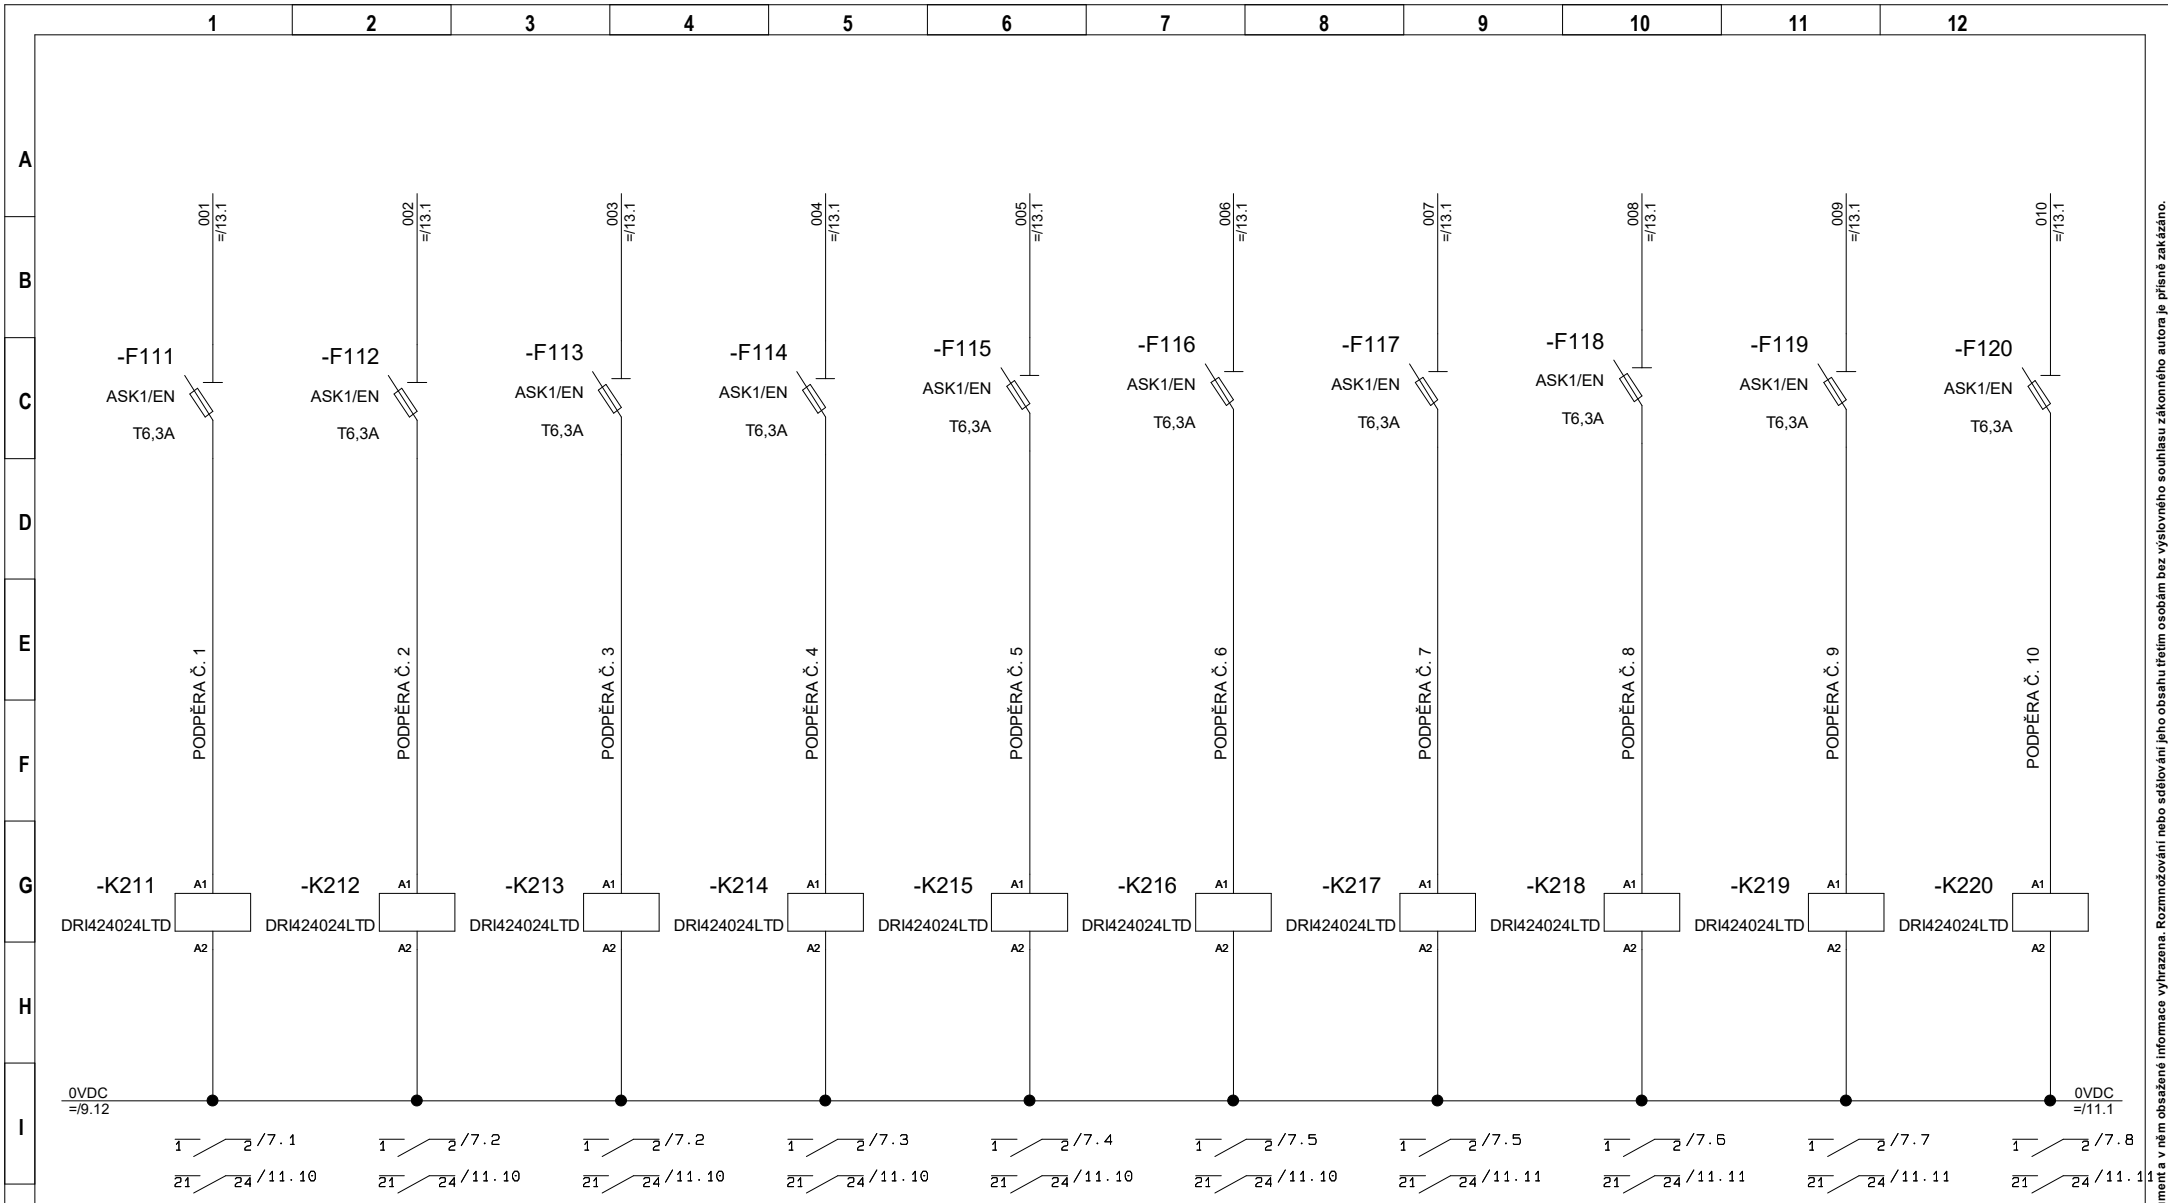 1 2 3 4 5 6 7 8 9 10 11 12
A
B
C
D
E
F
G
H
I
001 =/13.1
002 =/13.1
003 =/13.1
004 =/13.1
005 =/13.1
006 =/13.1
007 =/13.1
008 =/13.1
009 =/13.1
010 =/13.1
-F111 ASK1/EN T6,3A
-F112 ASK1/EN T6,3A
-F113 ASK1/EN T6,3A
-F114 ASK1/EN T6,3A
-F115 ASK1/EN T6,3A
-F116 ASK1/EN T6,3A
-F117 ASK1/EN T6,3A
-F118 ASK1/EN T6,3A
-F119 ASK1/EN T6,3A
-F120 ASK1/EN T6,3A
PODPĚRA Č. 1
PODPĚRA Č. 2
PODPĚRA Č. 3
PODPĚRA Č. 4
PODPĚRA Č. 5
PODPĚRA Č. 6
PODPĚRA Č. 7
PODPĚRA Č. 8
PODPĚRA Č. 9
PODPĚRA Č. 10
-K211 DRI424024LTD A1 A2
-K212 DRI424024LTD A1 A2
-K213 DRI424024LTD A1 A2
-K214 DRI424024LTD A1 A2
-K215 DRI424024LTD A1 A2
-K216 DRI424024LTD A1 A2
-K217 DRI424024LTD A1 A2
-K218 DRI424024LTD A1 A2
-K219 DRI424024LTD A1 A2
-K220 DRI424024LTD A1 A2
0VDC
=/9.12
0VDC
=/11.1
1 2 /7.1
21 24 /11.10
1 2 /7.2
21 24 /11.10
1 2 /7.2
21 24 /11.10
1 2 /7.3
21 24 /11.10
1 2 /7.4
21 24 /11.10
1 2 /7.5
21 24 /11.10
1 2 /7.5
21 24 /11.11
1 2 /7.6
21 24 /11.11
1 2 /7.7
21 24 /11.11
1 2 /7.8
21 24 /11.11
a v něm obsažené informace vyhrazena. Rozmnožování nebo sdělování jeho obsahu třetím osobám bez výslovného souhlasu zákonného autora je přísně zakázáno.